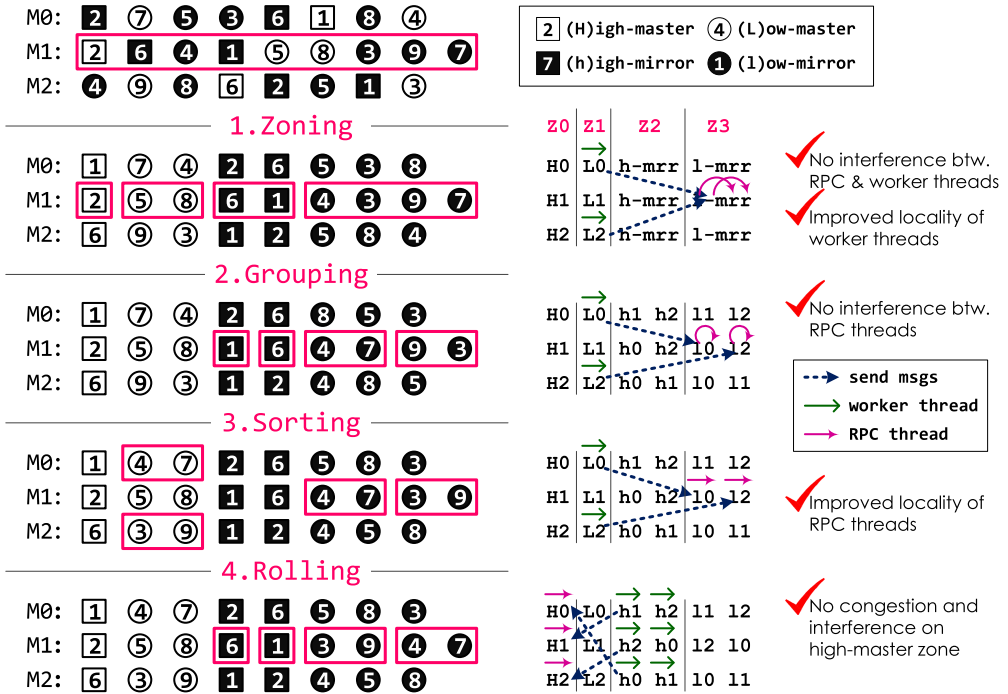 M0: 2 7 5 3 6 1 8 4
M1: 2 6 4 1 5 8 3 9 7
M2: 4 9 8 6 2 5 1 3
2 (H)igh-master 4 (L)ow-master
7 (h)igh-mirror 1 (l)ow-mirror
1.Zoning
M0: 1 7 4 2 6 5 3 8
M1: 2 5 8 6 1 4 3 9 7
M2: 6 9 3 1 2 5 8 4
Z0 Z1 Z2 Z3
H0 L0 h-mrr l-mrr
H1 L1 h-mrr l-mrr
H2 L2 h-mrr l-mrr
No interference btw.
RPC & worker threads
Improved locality of
worker threads
2.Grouping
M0: 1 7 4 2 6 8 5 3
M1: 2 5 8 1 6 4 7 9 3
M2: 6 9 3 1 2 4 8 5
H0 L0 h1 h2 l1 l2
H1 L1 h0 h2 l0 l2
H2 L2 h0 h1 l0 l1
No interference btw.
RPC threads
send msgs
worker thread
RPC thread
3.Sorting
M0: 1 4 7 2 6 5 8 3
M1: 2 5 8 1 6 4 7 3 9
M2: 6 3 9 1 2 4 5 8
H0 L0 h1 h2 l1 l2
H1 L1 h0 h2 l0 l2
H2 L2 h0 h1 l0 l1
Improved locality of
RPC threads
4.Rolling
M0: 1 4 7 2 6 5 8 3
M1: 2 5 8 6 1 3 9 4 7
M2: 6 3 9 1 2 4 5 8
H0 L0 h1 h2 l1 l2
H1 L1 h2 h0 l2 l0
H2 L2 h0 h1 l0 l1
No congestion and
interference on
high-master zone